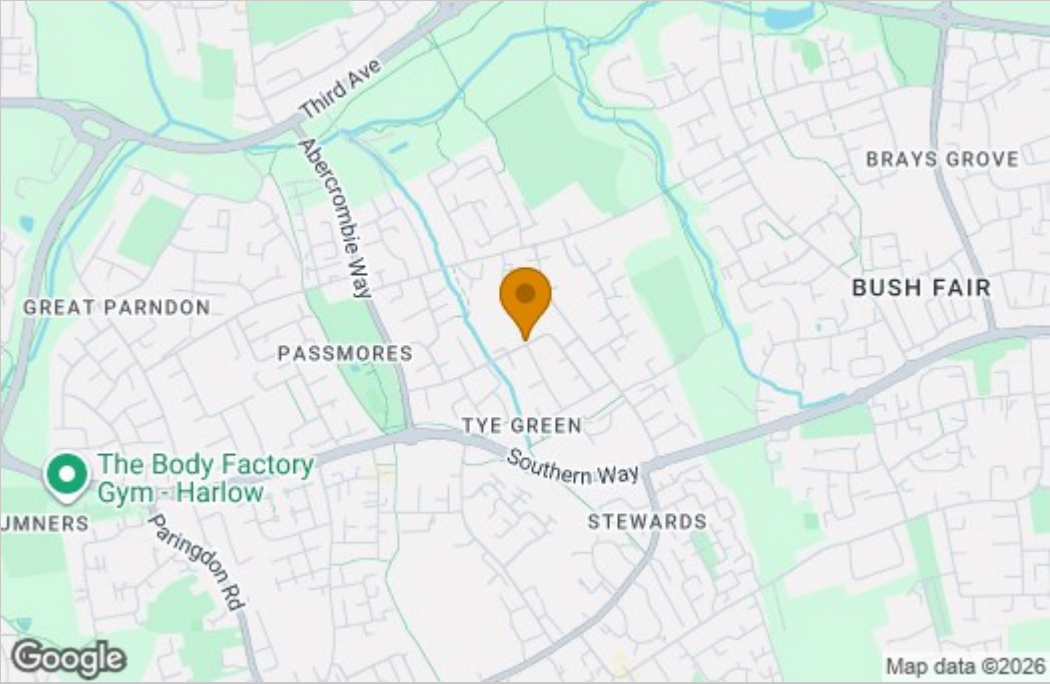 Third Ave
Abercrombie Way
BRAYS GROVE
BUSH FAIR
GREAT PARNDON
PASSMORES
TYE GREEN
Southern Way
The Body Factory
Gym - Harlow
UMNERS
STEWARDS
Paringdon Rd
Google
Map data ©2026